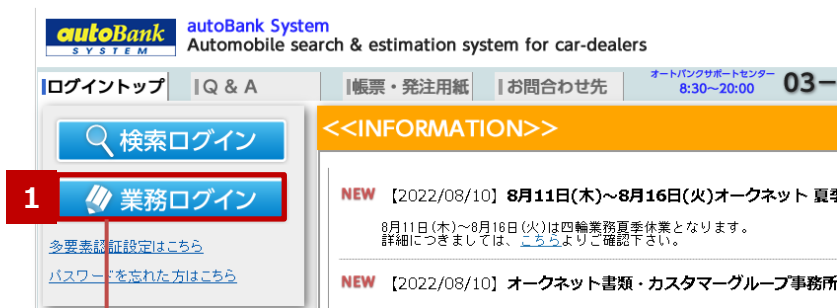 autoBank
SYSTEM
autoBank System
Automobile search & estimation system for car-dealers
ログイントップ
Q & A
帳票・発注用紙
お問合わせ先
オートバンクサポートセンター
8:30～20:00
03－
検索ログイン
<<INFORMATION>>
1
業務ログイン
多要素認証設定はこちら
パスワードを忘れた方はこちら
NEW 【2022/08/10】8月11日(木)～8月16日(火)オークネット 夏季
8月11日(木)～8月16日(火)は四輪業務夏季休業となります。
詳細につきましては、こちらよりご確認下さい。
NEW 【2022/08/10】オークネット書類・カスタマーグループ事務所